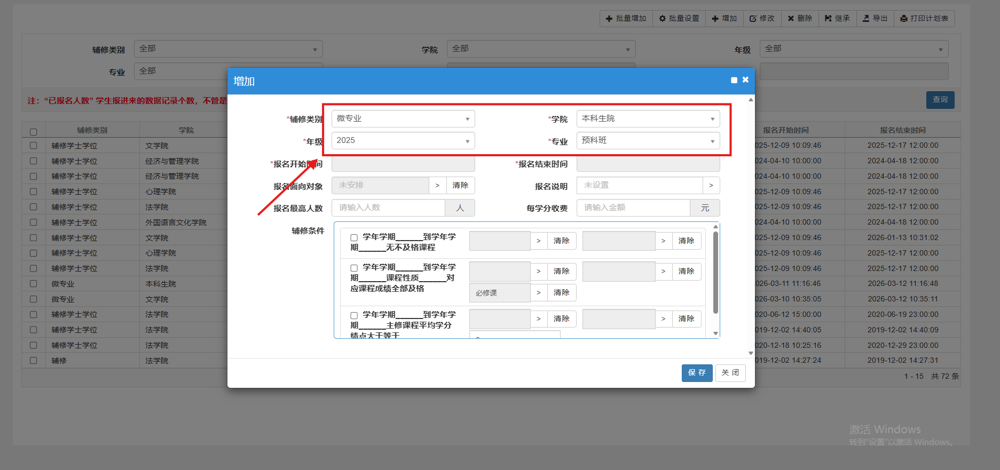 批量增加 批量设置 增加 修改 删除 继承 导出 打印计划表
辅修类别 全部 学院 全部 年级 全部
专业 全部
增加
注：“已报名人数” 学生报进来的数据记录个数，不管是
查询
*辅修类别 微专业 *学院 本科生院
*年级 2025 *专业 预科班
*报名开始时间 *报名结束时间
报名面向对象 未安排 > 清除 报名说明 未设置 >
报名最高人数 请输入人数 人 每学分收费 请输入金额 元
辅修条件
学年学期______到学年学
期______无不及格课程
> 清除 > 清除
学年学期______到学年学
期______课程性质______对
应课程成绩全部及格
> 清除 > 清除
必修课 > 清除
学年学期______到学年学
期______主修课程平均学分
绩点大于等于
> 清除 > 清除
保 存 关 闭
辅修类别 学院 报名开始时间 报名结束时间
辅修学士学位 文学院 025-12-09 10:09:46 2025-12-17 12:00:00
辅修学士学位 经济与管理学院 024-04-10 10:00:00 2024-04-18 12:00:00
辅修学士学位 经济与管理学院 024-04-10 10:00:00 2024-04-18 12:00:00
辅修学士学位 心理学院 025-12-09 10:09:46 2025-12-17 12:00:00
辅修学士学位 法学院 025-12-09 10:09:46 2025-12-17 12:00:00
辅修学士学位 外国语言文化学院 024-04-10 10:00:00 2024-04-18 12:00:00
辅修学士学位 文学院 025-12-09 10:09:46 2026-01-13 10:31:02
辅修学士学位 心理学院 025-12-09 10:09:46 2025-12-17 12:00:00
辅修学士学位 法学院 025-12-09 10:09:46 2025-12-17 12:00:00
微专业 本科生院 026-03-11 11:16:46 2026-03-12 11:16:48
微专业 文学院 026-03-10 10:35:05 2026-03-12 10:35:11
辅修学士学位 法学院 020-06-12 15:00:00 2020-06-19 23:00:00
辅修学士学位 法学院 019-12-02 14:40:05 2019-12-02 14:40:09
辅修学士学位 法学院 020-12-18 10:25:16 2020-12-29 23:00:00
辅修 法学院 019-12-02 14:27:24 2019-12-02 14:27:31
1 - 15 共 72 条
激活 Windows
转到“设置”以激活 Windows。